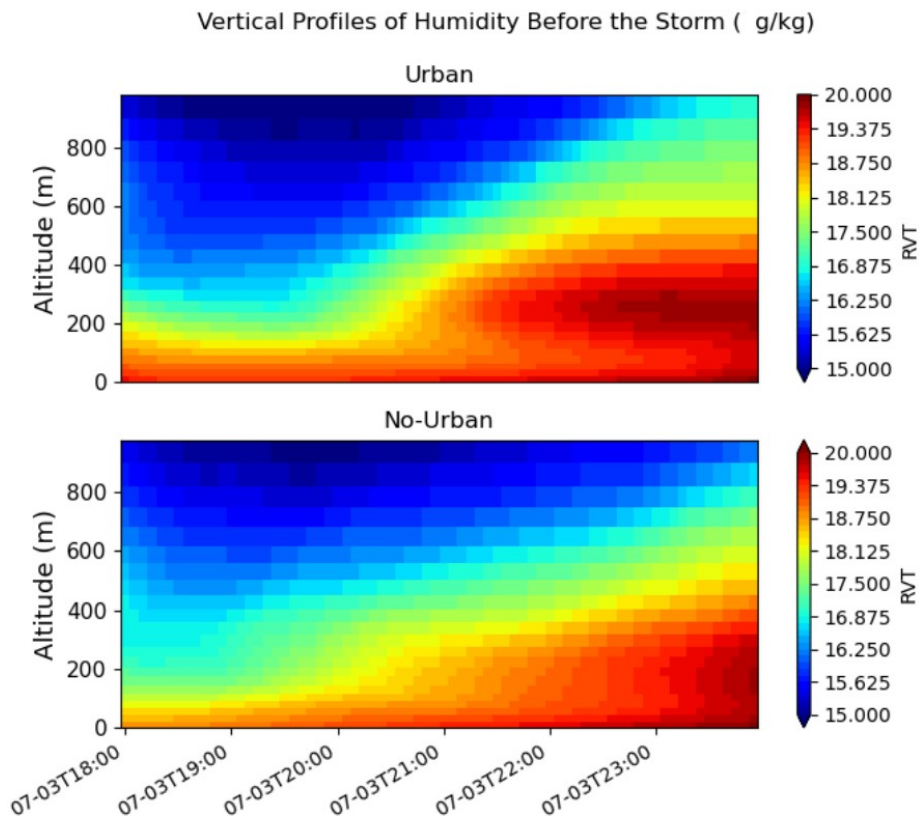 Vertical Profiles of Humidity Before the Storm (  g/kg)
Urban
Altitude (m)
800
600
400
200
0
20.000
19.375
18.750
18.125
17.500
16.875
16.250
15.625
15.000
RVT
No-Urban
Altitude (m)
800
600
400
200
0
20.000
19.375
18.750
18.125
17.500
16.875
16.250
15.625
15.000
RVT
07-03T18:00
07-03T19:00
07-03T20:00
07-03T21:00
07-03T22:00
07-03T23:00